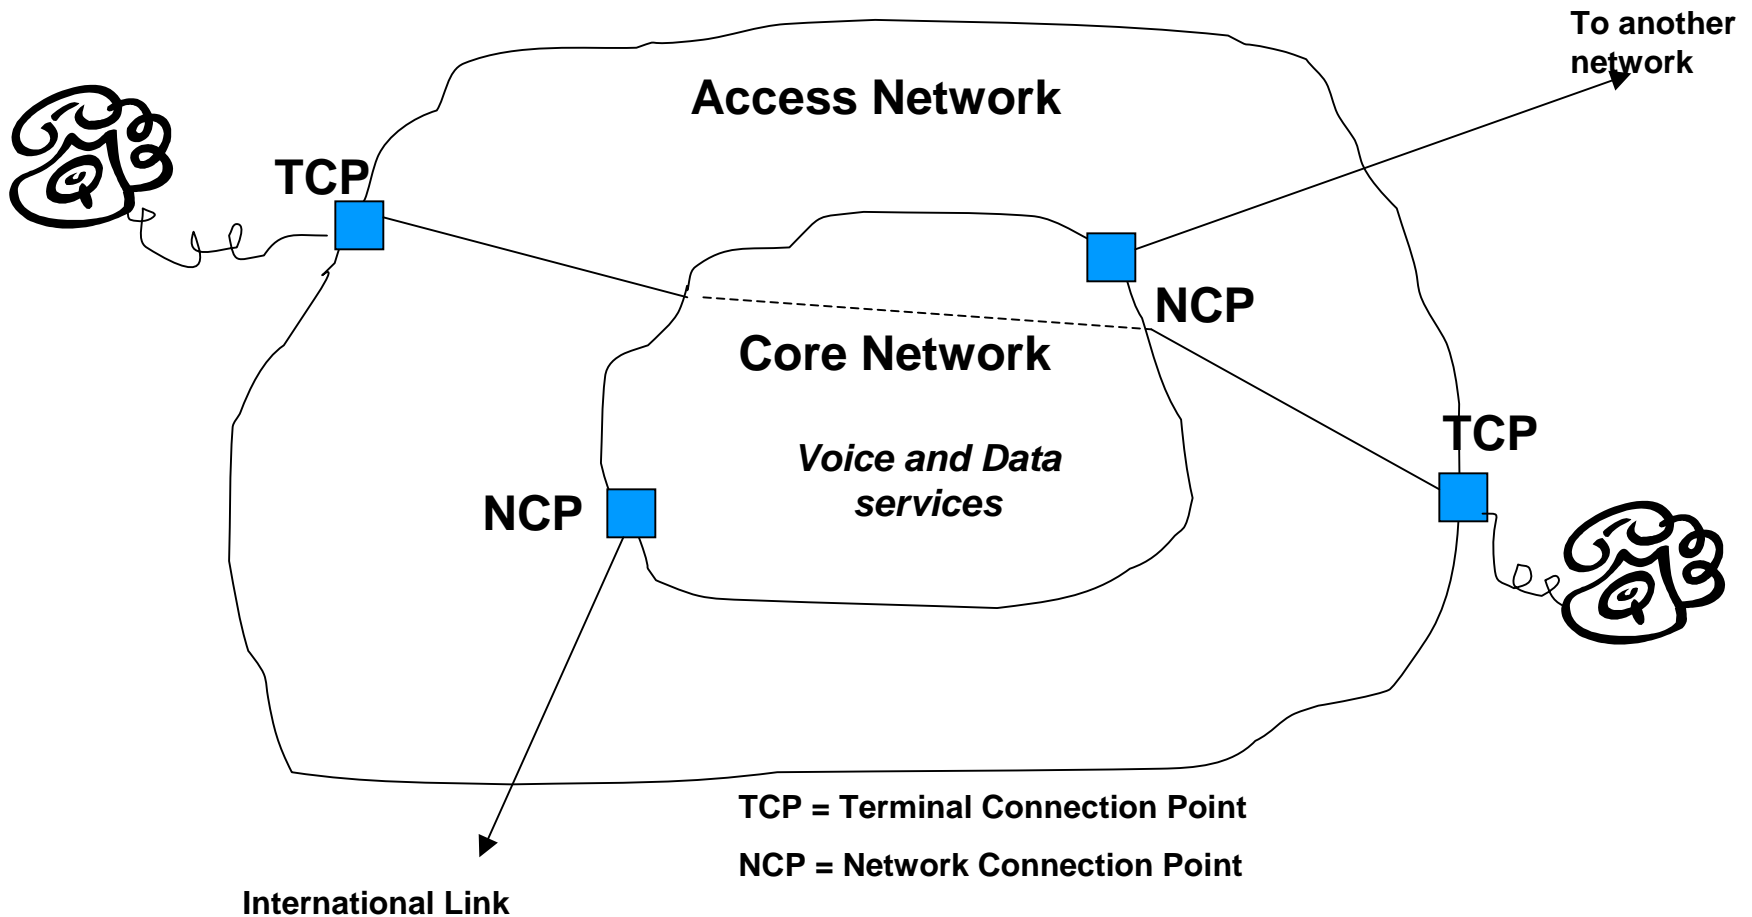 To another
network
Access Network
TCP
NCP
Core Network
TCP
Voice and Data
services
NCP
TCP = Terminal Connection Point
NCP = Network Connection Point
International Link